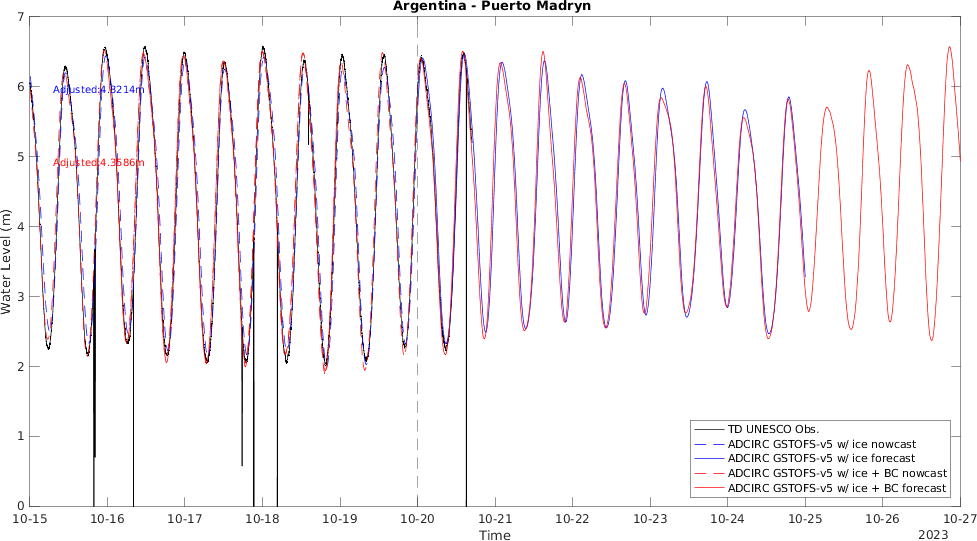 Argentina - Puerto Madryn
7
6
5
4
3
2
1
0
Water Level (m)
Adjusted:4.3214m
Adjusted:4.3586m
TD UNESCO Obs.
ADCIRC GSTOFS-v5 w/ ice nowcast
ADCIRC GSTOFS-v5 w/ ice forecast
ADCIRC GSTOFS-v5 w/ ice + BC nowcast
ADCIRC GSTOFS-v5 w/ ice + BC forecast
10-15 10-16 10-17 10-18 10-19 10-20 10-21 10-22 10-23 10-24 10-25 10-26 10-27
Time
2023